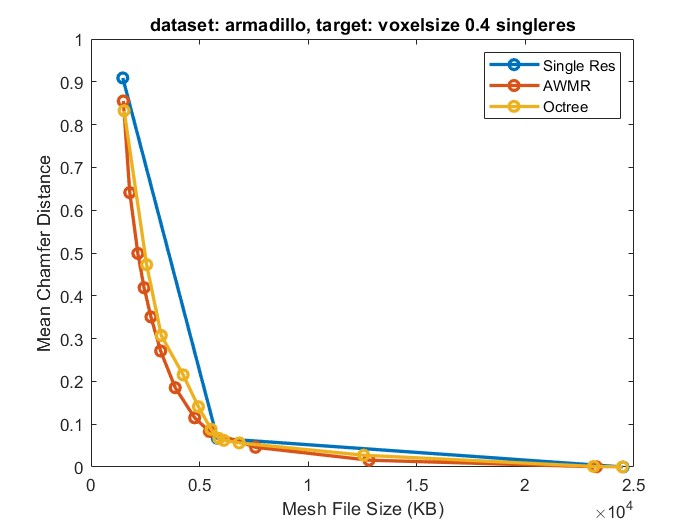 dataset: armadillo, target: voxelsize 0.4 singleres
1
0.9
0.8
0.7
0.6
0.5
0.4
0.3
0.2
0.1
0
Mean Chamfer Distance
Single Res
AWMR
Octree
0 0.5 1 1.5 2 2.5
Mesh File Size (KB)
×10⁴